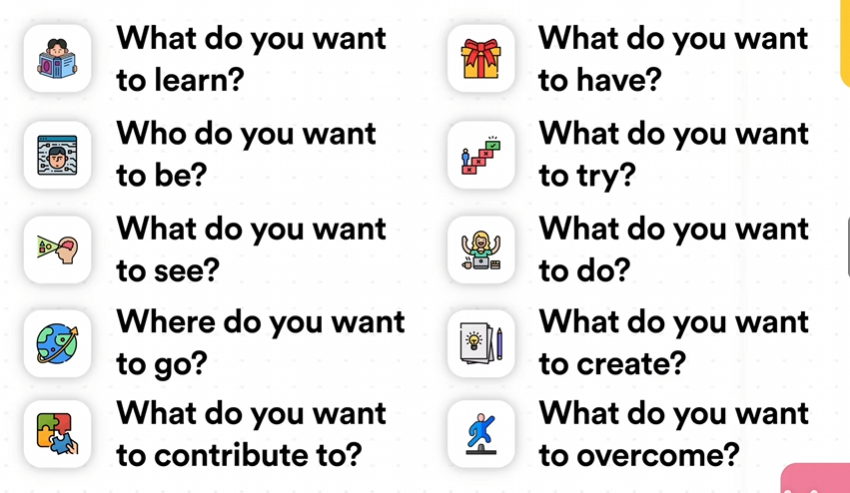 What do you want
to learn?
Who do you want
to be?
What do you want
to see?
Where do you want
to go?
What do you want
to contribute to?
What do you want
to have?
What do you want
to try?
What do you want
to do?
What do you want
to create?
What do you want
to overcome?